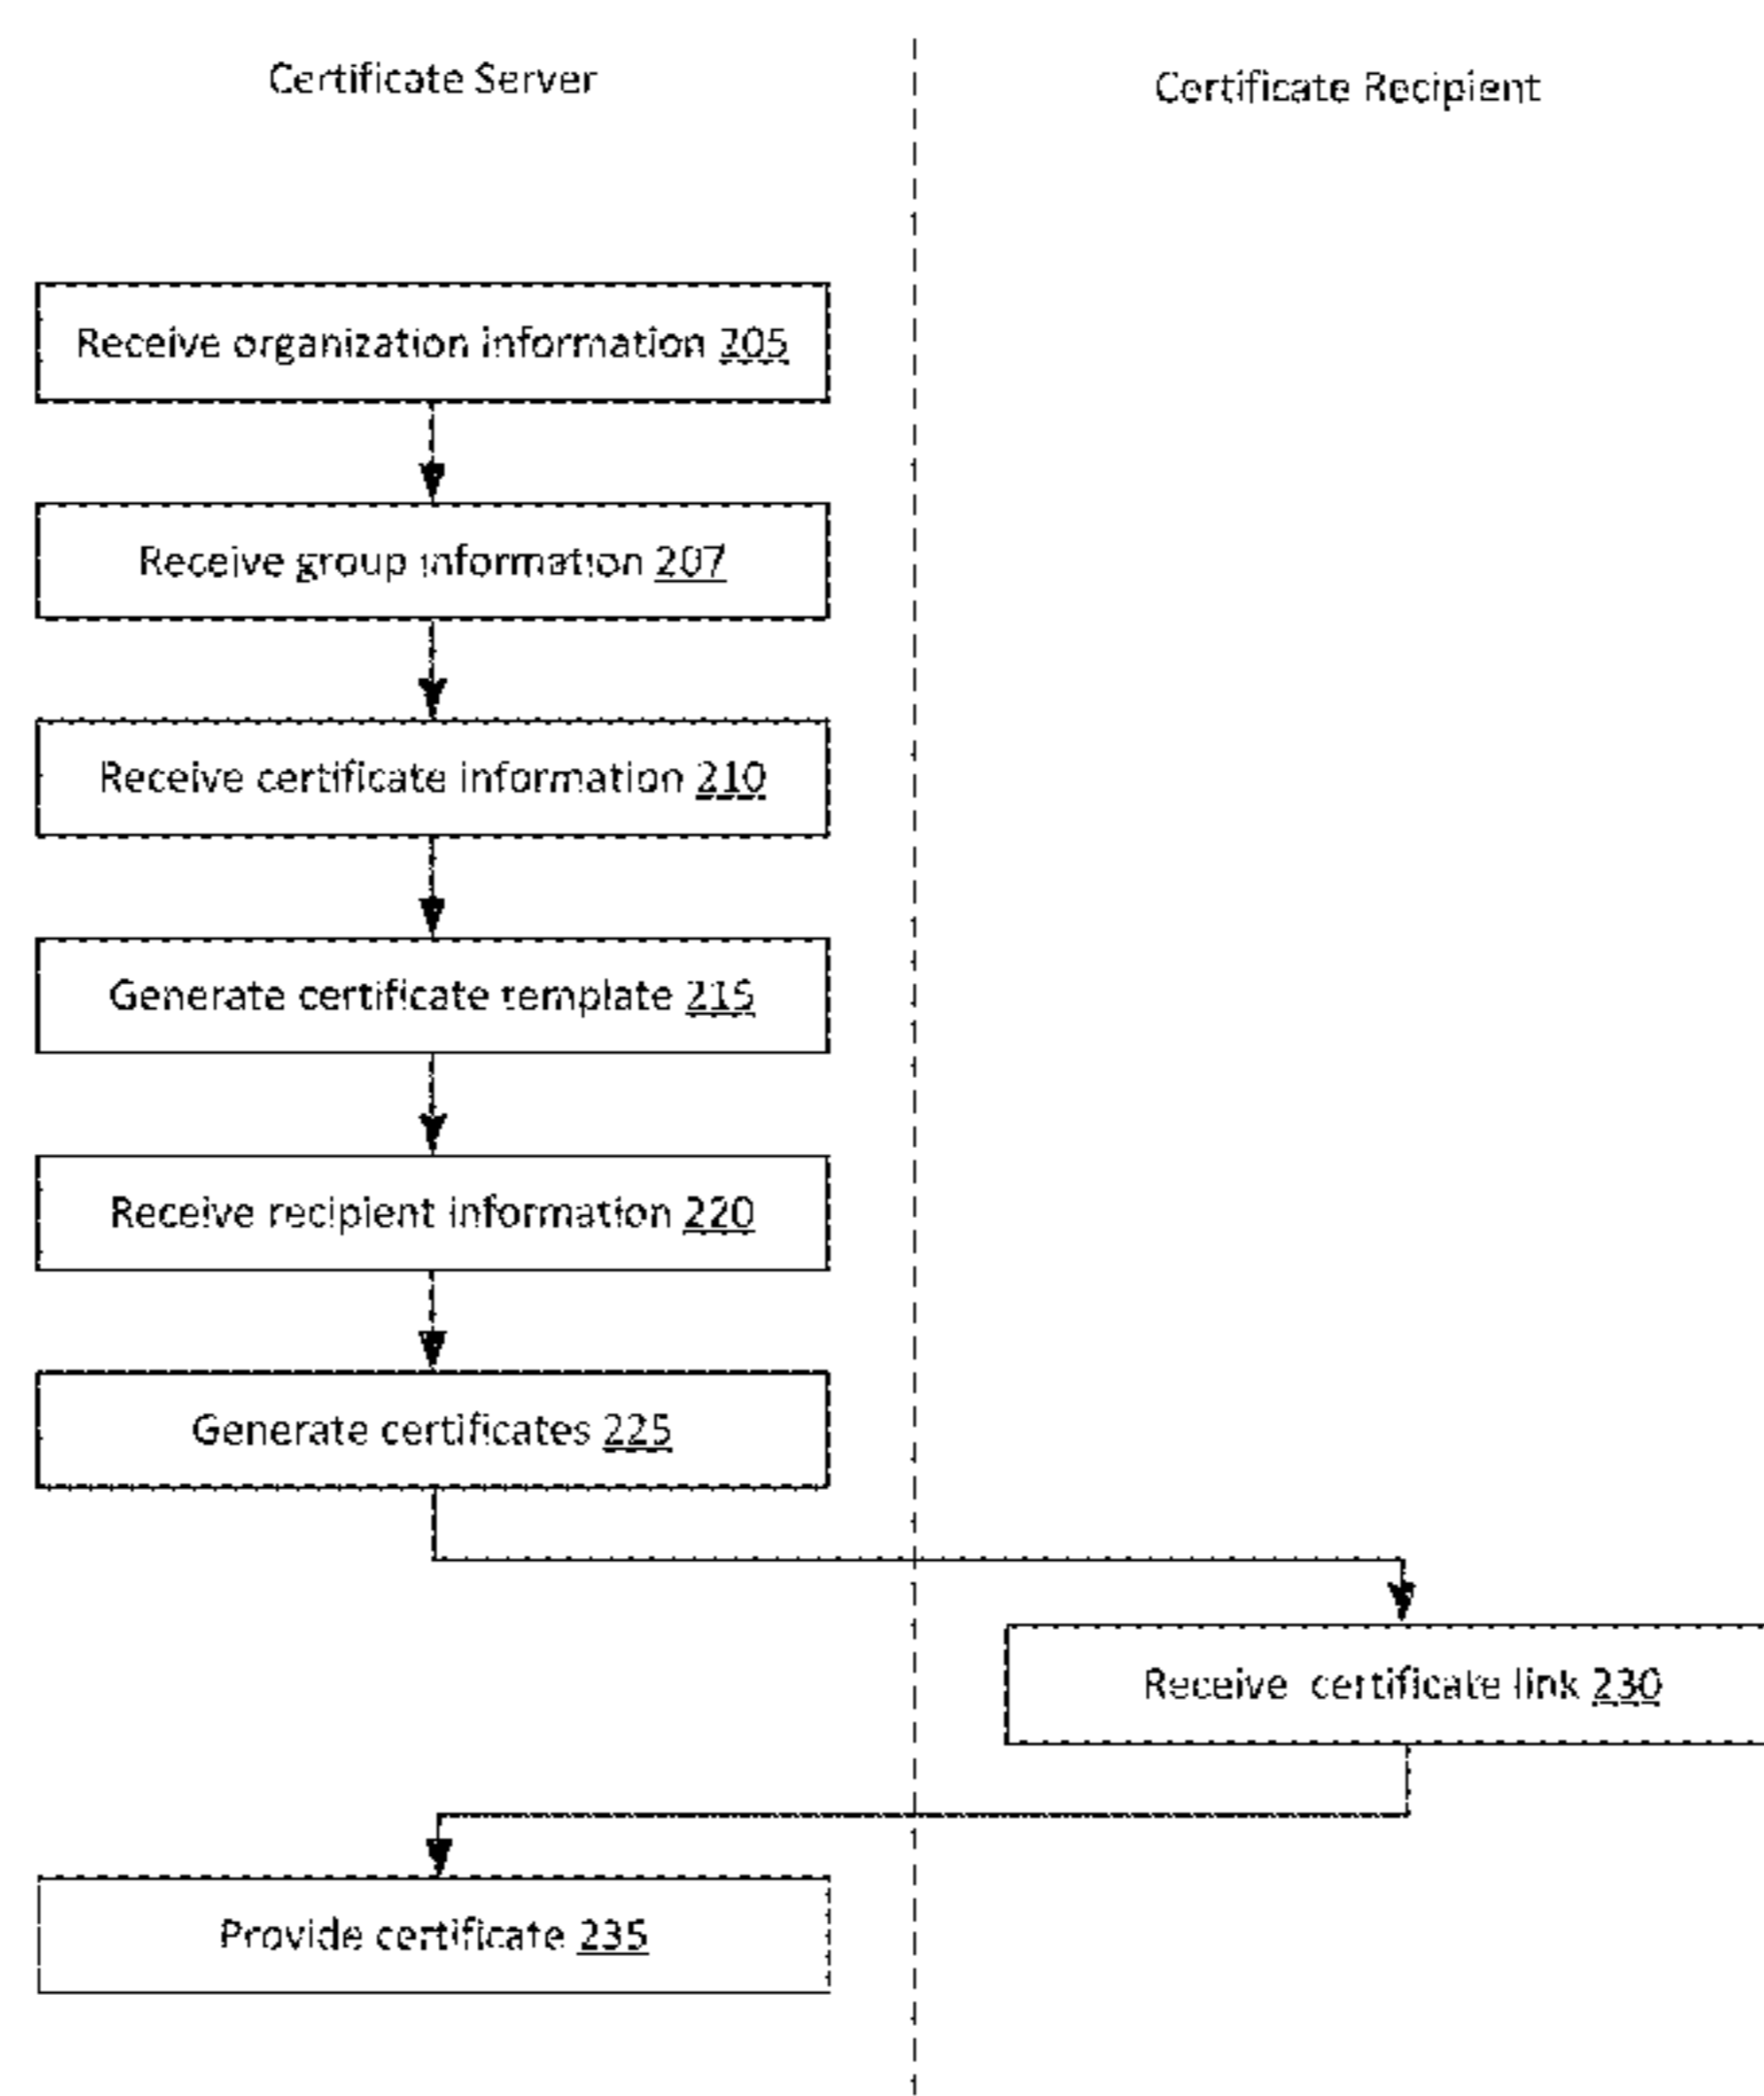 Certificate Server
Certificate Recipient
Receive organization information 205
Receive group information 207
Receive certificate information 210
Generate certificate template 215
Receive recipient information 220
Generate certificates 225
Receive certificate link 230
Provide certificate 235